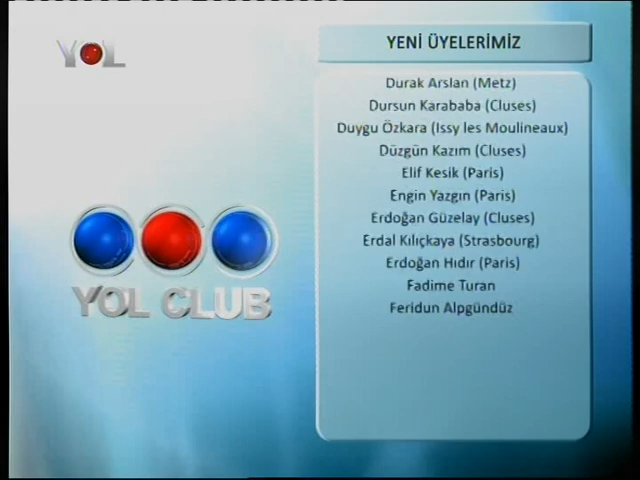 YOL
YENİ ÜYELERİMİZ
Durak Arslan (Metz)
Dursun Karababa (Cluses)
Duygu Özkara (Issy les Moulineaux)
Düzgün Kazım (Cluses)
Elif Kesik (Paris)
Engin Yazgın (Paris)
Erdoğan Güzelay (Cluses)
Erdal Kılıçkaya (Strasbourg)
Erdoğan Hıdır (Paris)
Fadime Turan
Feridun Alpgündüz
YOL CLUB